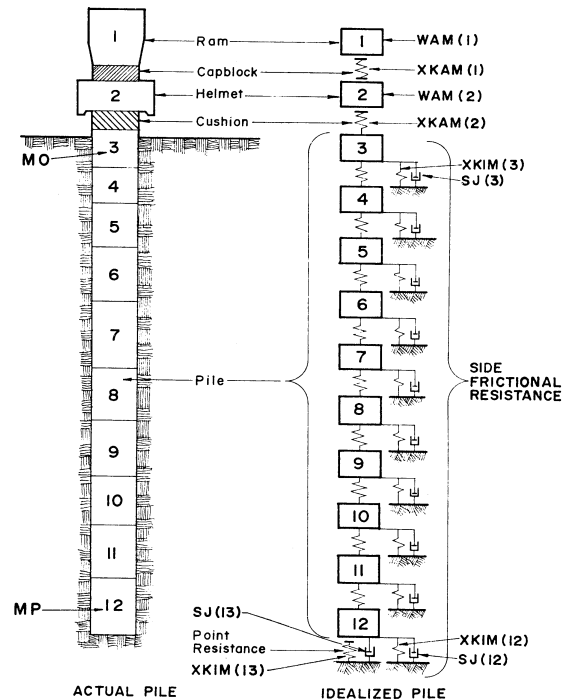 1
Ram
1
WAM(1)
Capblock
XKAM(1)
2
Helmet
2
WAM(2)
Cushion
XKAM(2)
3
MO
3
XKIM(3)
SJ(3)
4
4
5
5
6
6
7
7
Pile
SIDE
FRICTIONAL
RESISTANCE
8
8
9
9
10
10
11
11
MP
12
12
SJ(13)
Point
Resistance
XKIM(13)
XKIM(12)
SJ(12)
ACTUAL PILE
IDEALIZED PILE